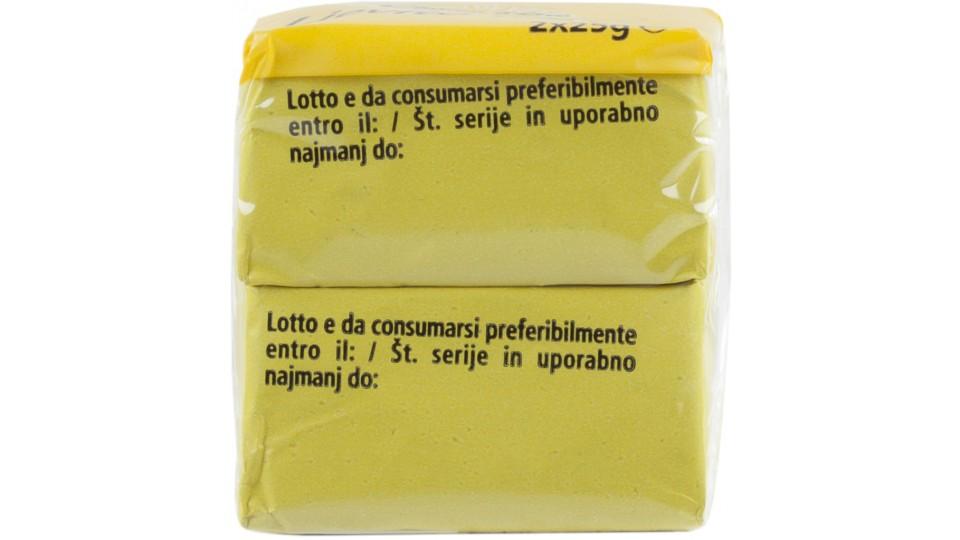 2x25g
Lotto e da consumarsi preferibilmente
entro il: / Št. serije in uporabno
najmanj do:
Lotto e da consumarsi preferibilmente
entro il: / Št. serije in uporabno
najmanj do: